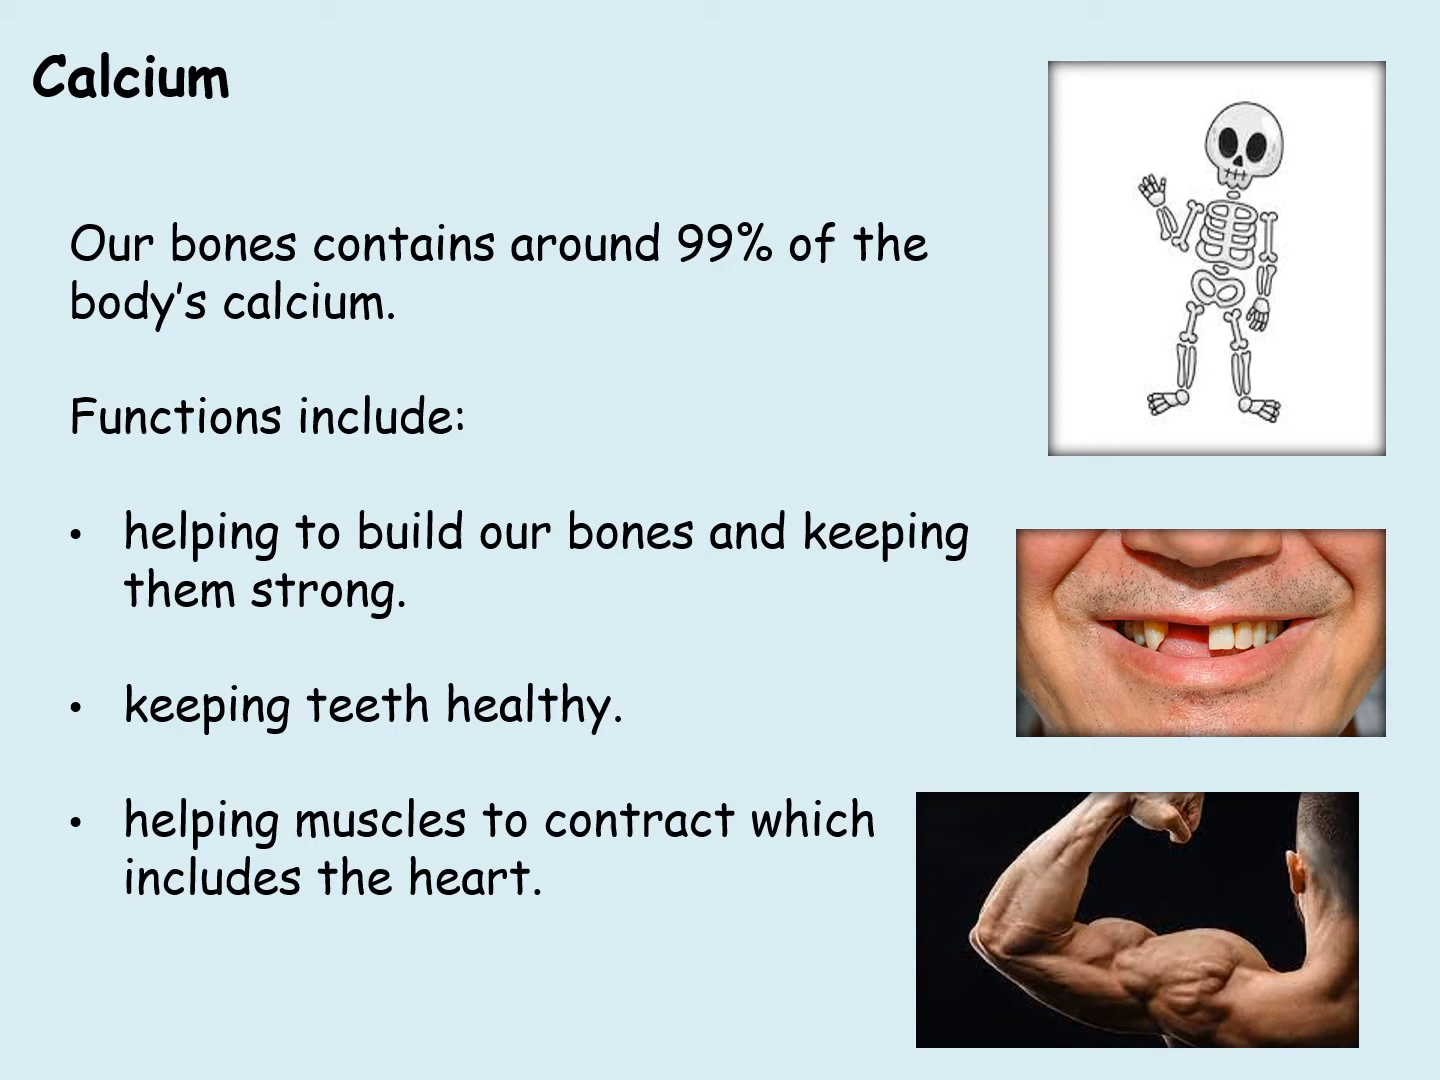 Calcium
Our bones contains around 99% of the
body’s calcium.
Functions include:
• helping to build our bones and keeping
them strong.
• keeping teeth healthy.
• helping muscles to contract which
includes the heart.